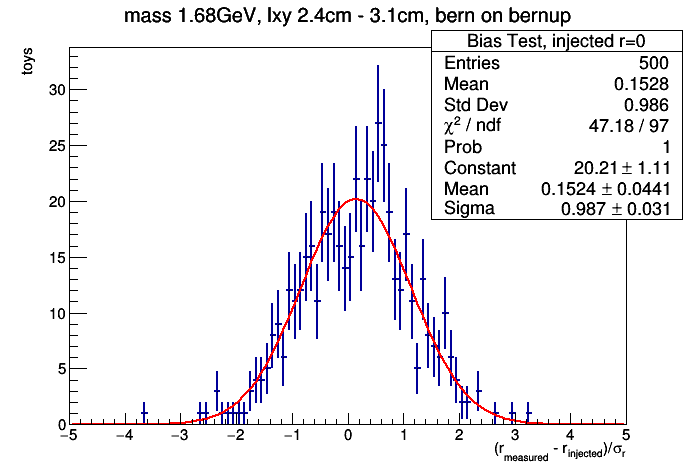 mass 1.68GeV, lxy 2.4cm - 3.1cm, bern on bernup
Bias Test, injected r=0
Entries 500
Mean 0.1528
Std Dev 0.986
χ² / ndf 47.18 / 97
Prob 1
Constant 20.21 ± 1.11
Mean 0.1524 ± 0.0441
Sigma 0.987 ± 0.031
toys
30
25
20
15
10
5
0
−5 −4 −3 −2 −1 0 1 2 3 4 5
(r_measured - r_injected)/σ_r